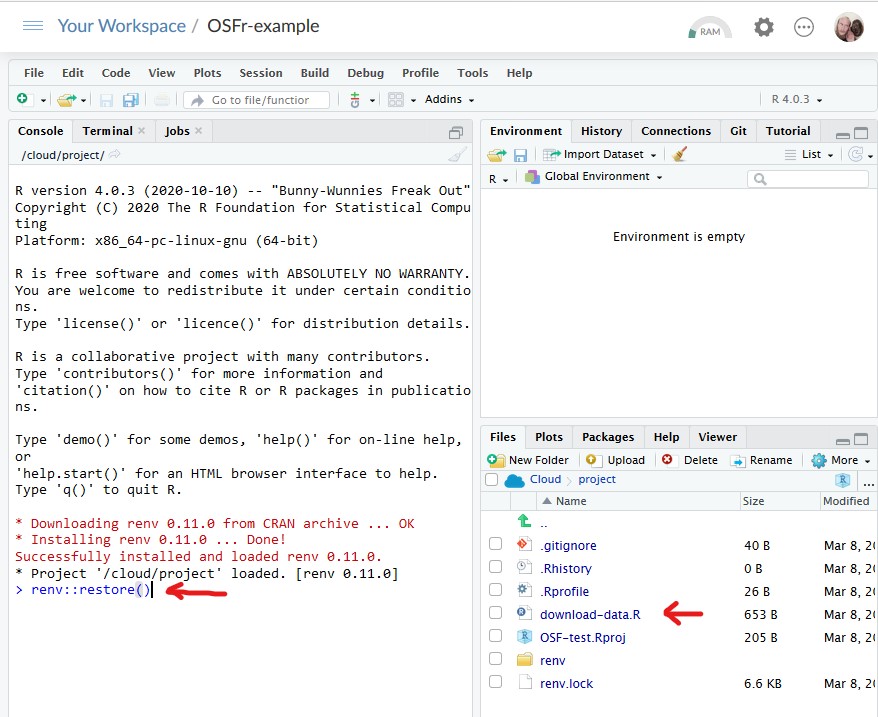 Your Workspace / OSFr-example
RAM
File Edit Code View Plots Session Build Debug Profile Tools Help
Go to file/functior
Addins
R 4.0.3
Console Terminal Jobs
/cloud/project/
R version 4.0.3 (2020-10-10) -- "Bunny-Wunnies Freak Out"
Copyright (C) 2020 The R Foundation for Statistical Compu
ting
Platform: x86_64-pc-linux-gnu (64-bit)
R is free software and comes with ABSOLUTELY NO WARRANTY.
You are welcome to redistribute it under certain conditio
ns.
Type 'license()' or 'licence()' for distribution details.
R is a collaborative project with many contributors.
Type 'contributors()' for more information and
'citation()' on how to cite R or R packages in publicatio
ns.
Type 'demo()' for some demos, 'help()' for on-line help,
or
'help.start()' for an HTML browser interface to help.
Type 'q()' to quit R.
* Downloading renv 0.11.0 from CRAN archive ... OK
* Installing renv 0.11.0 ... Done!
Successfully installed and loaded renv 0.11.0.
* Project '/cloud/project' loaded. [renv 0.11.0]
> renv::restore()
Environment History Connections Git Tutorial
Import Dataset
List
R
Global Environment
Environment is empty
Files Plots Packages Help Viewer
New Folder Upload Delete Rename More
Cloud project
R
...
Name Size Modified
..
.gitignore 40 B Mar 8, 20
.Rhistory 0 B Mar 8, 20
.Rprofile 26 B Mar 8, 20
download-data.R 653 B Mar 8, 20
OSF-test.Rproj 205 B Mar 8, 20
renv
renv.lock 6.6 KB Mar 8, 20